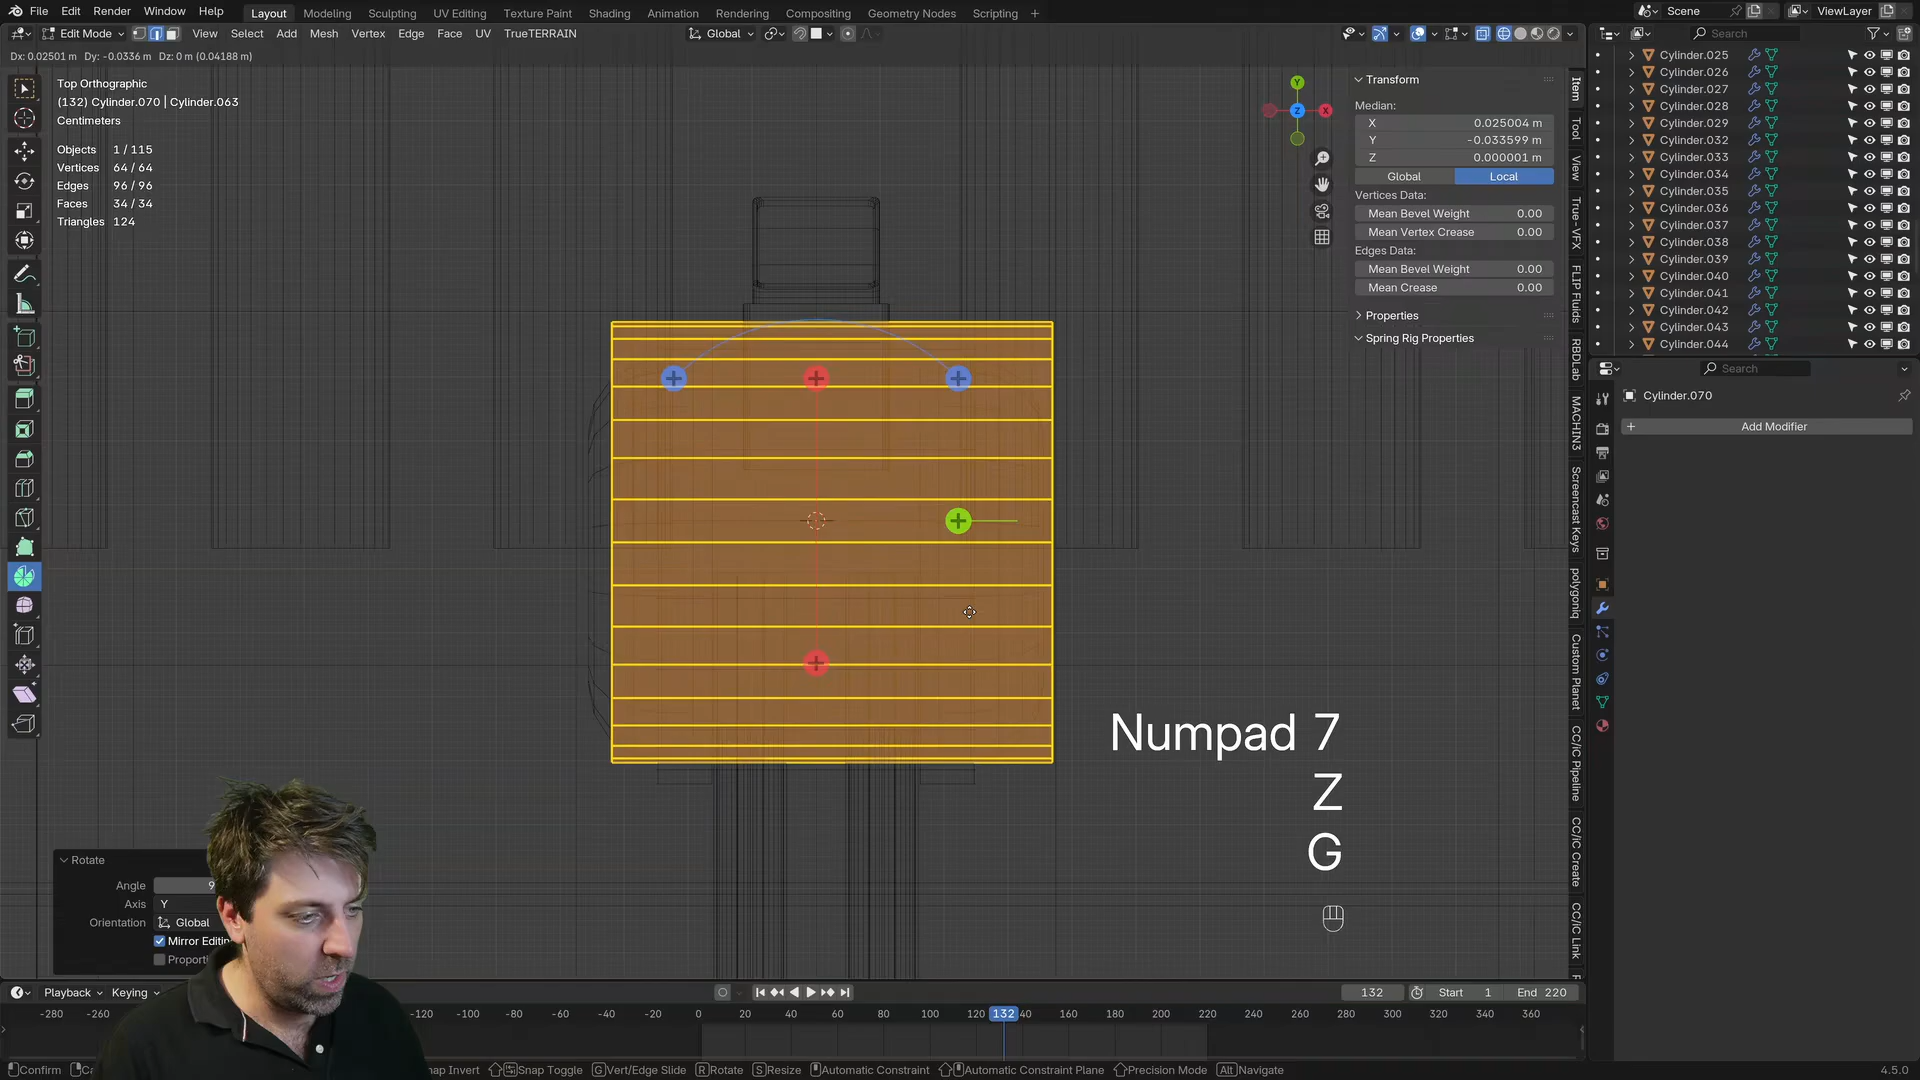 File Edit Render Window Help Layout Modeling Sculpting UV Editing Texture Paint Shading Animation Rendering Compositing Geometry Nodes Scripting + Scene ViewLayer
Edit Mode View Select Add Mesh Vertex Edge Face UV TrueTERRAIN Global Search
Dx: 0.02501 m Dy: -0.0336 m Dz: 0 m (0.04188 m)
Top Orthographic
(132) Cylinder.070 | Cylinder.063
Centimeters
Objects 1 / 115
Vertices 64 / 64
Edges 96 / 96
Faces 34 / 34
Triangles 124
Y
Z
X
Transform
Median:
X 0.025004 m
Y -0.033599 m
Z 0.000001 m
Global Local
Vertices Data:
Mean Bevel Weight 0.00
Mean Vertex Crease 0.00
Edges Data:
Mean Bevel Weight 0.00
Mean Crease 0.00
Properties
Spring Rig Properties
Item
Tool
View
True-VFX
FLIP Fluids
RBDLab
MACHIN3
Screencast Keys
polygoniq
Custom Planet
CC/iC Pipeline
CC/iC Create
CC/iC Link
Cylinder.025
Cylinder.026
Cylinder.027
Cylinder.028
Cylinder.029
Cylinder.032
Cylinder.033
Cylinder.034
Cylinder.035
Cylinder.036
Cylinder.037
Cylinder.038
Cylinder.039
Cylinder.040
Cylinder.041
Cylinder.042
Cylinder.043
Cylinder.044
Search
Cylinder.070
+ Add Modifier
Numpad 7
Z
G
Rotate
Angle 9
Axis Y
Orientation Global
Mirror Editin
Proporti
Playback Keying 132 Start 1 End 220
-280 -260 -120 -100 -80 -60 -40 -20 0 20 40 60 80 100 120 132 140 160 180 200 220 240 260 280 300 320 340 360
Confirm Snap Invert Snap Toggle G Vert/Edge Slide R Rotate S Resize Automatic Constraint Automatic Constraint Plane Precision Mode Alt Navigate 4.5.0